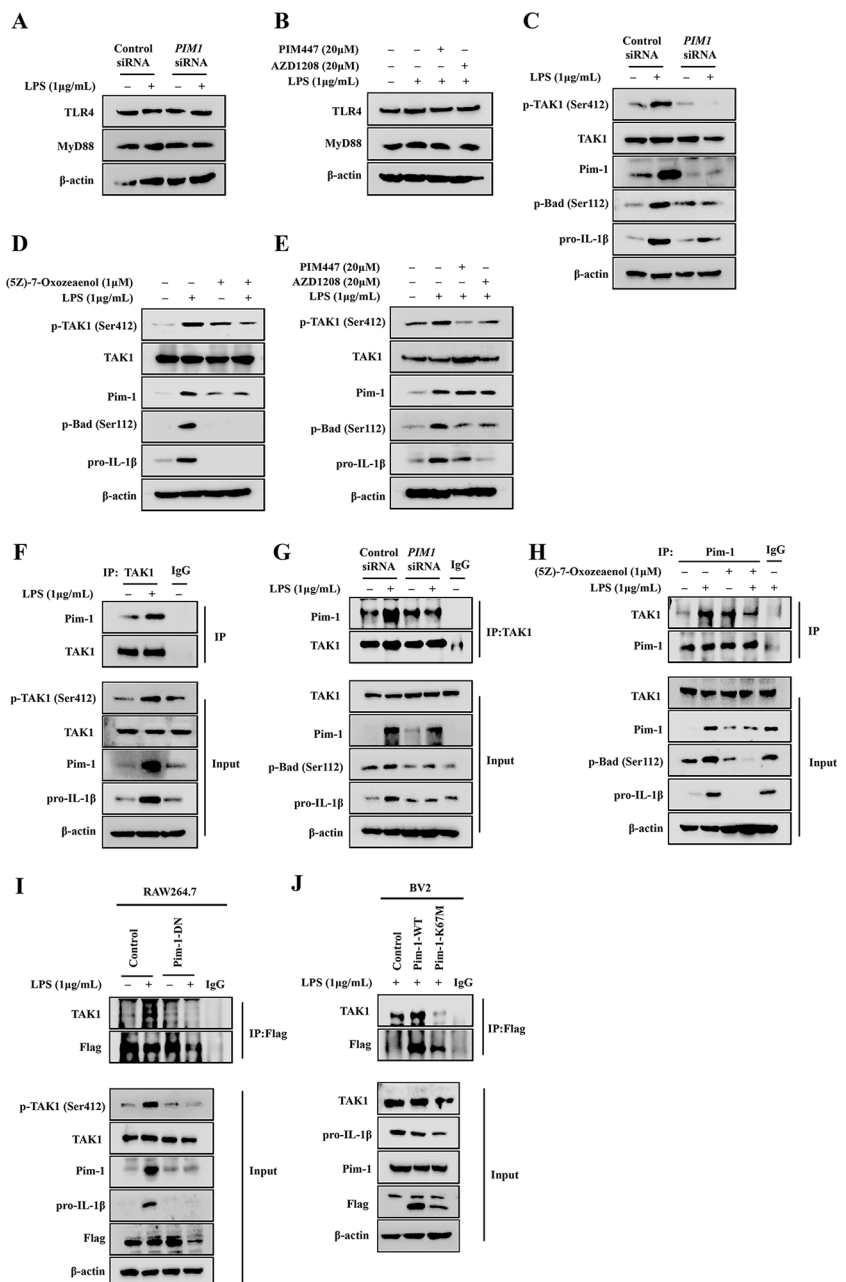 A
Control siRNA
PIM1 siRNA
LPS (1μg/mL) – + – +
TLR4
MyD88
β-actin
B
PIM447 (20μM) – – + –
AZD1208 (20μM) – – – +
LPS (1μg/mL) – + + +
TLR4
MyD88
β-actin
C
Control siRNA
PIM1 siRNA
LPS (1μg/mL) – + – +
p-TAK1 (Ser412)
TAK1
Pim-1
p-Bad (Ser112)
pro-IL-1β
β-actin
D
(5Z)-7-Oxozeaenol (1μM) – – + +
LPS (1μg/mL) – + – +
p-TAK1 (Ser412)
TAK1
Pim-1
p-Bad (Ser112)
pro-IL-1β
β-actin
E
PIM447 (20μM) – – + –
AZD1208 (20μM) – – – +
LPS (1μg/mL) – + + +
p-TAK1 (Ser412)
TAK1
Pim-1
p-Bad (Ser112)
pro-IL-1β
β-actin
F
IP: TAK1 IgG
LPS (1μg/mL) – + –
Pim-1
TAK1
IP
p-TAK1 (Ser412)
TAK1
Pim-1
pro-IL-1β
β-actin
Input
G
Control siRNA
PIM1 siRNA
IgG
LPS (1μg/mL) – + – + –
Pim-1
TAK1
IP:TAK1
TAK1
Pim-1
p-Bad (Ser112)
pro-IL-1β
β-actin
Input
H
IP: Pim-1 IgG
(5Z)-7-Oxozeaenol (1μM) – – + + –
LPS (1μg/mL) – + – + +
TAK1
Pim-1
IP
TAK1
Pim-1
p-Bad (Ser112)
pro-IL-1β
β-actin
Input
I
RAW264.7
Control
Pim-1-DN
LPS (1μg/mL) – + – + IgG
TAK1
Flag
IP:Flag
p-TAK1 (Ser412)
TAK1
Pim-1
pro-IL-1β
Flag
β-actin
Input
J
BV2
Control
Pim-1-WT
Pim-1-K67M
LPS (1μg/mL) + + + IgG
TAK1
Flag
IP:Flag
TAK1
pro-IL-1β
Pim-1
Flag
β-actin
Input